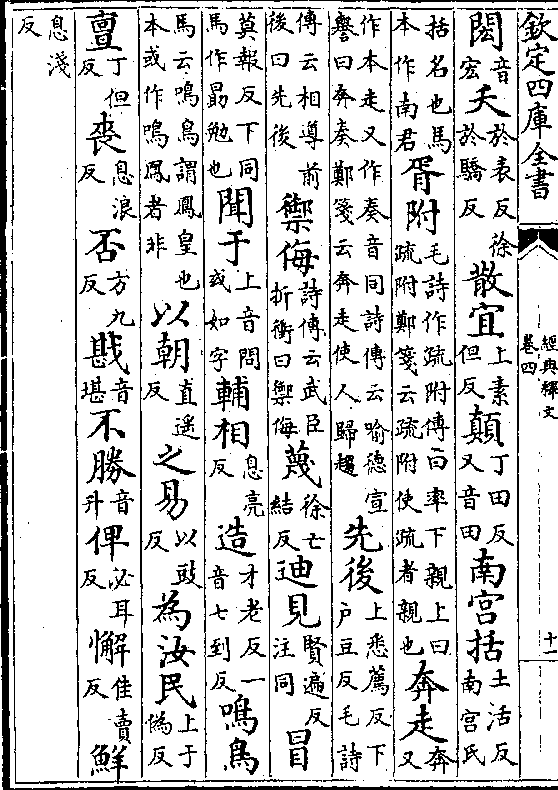 欽定四庫全書
經典釋文
卷四
十一
閎音宏夭於表反徐於驕反散宜上素但反顛丁田反又音田南宫括土活反南宫氏
括名也馬本作南君胥附毛詩作疏附傳曰率下親上曰疏附鄭箋云疏附使疏者親也奔走奔又
作本走又作奏音同詩傳云喻德宣譽曰奔奏鄭箋云奔走使人歸趨先後上悉薦反下戶豆反毛詩
傳云相導前後曰先後禦侮詩傳云武臣折衝曰禦侮蔑徐亡結反迪見賢遍反注同冒
莫報反下同馬作勗勉也聞于上音問或如字輔相息亮反造才老反一音七到反鳴鳥
馬云鳴鳥謂鳳皇也本或作鳴鳳者非以朝直遥反之易以豉反為汝民上于偽反
亶丁但反喪息浪反否方九反戡音堪不勝音升俾必耳反懈佳賣反鮮
息淺反